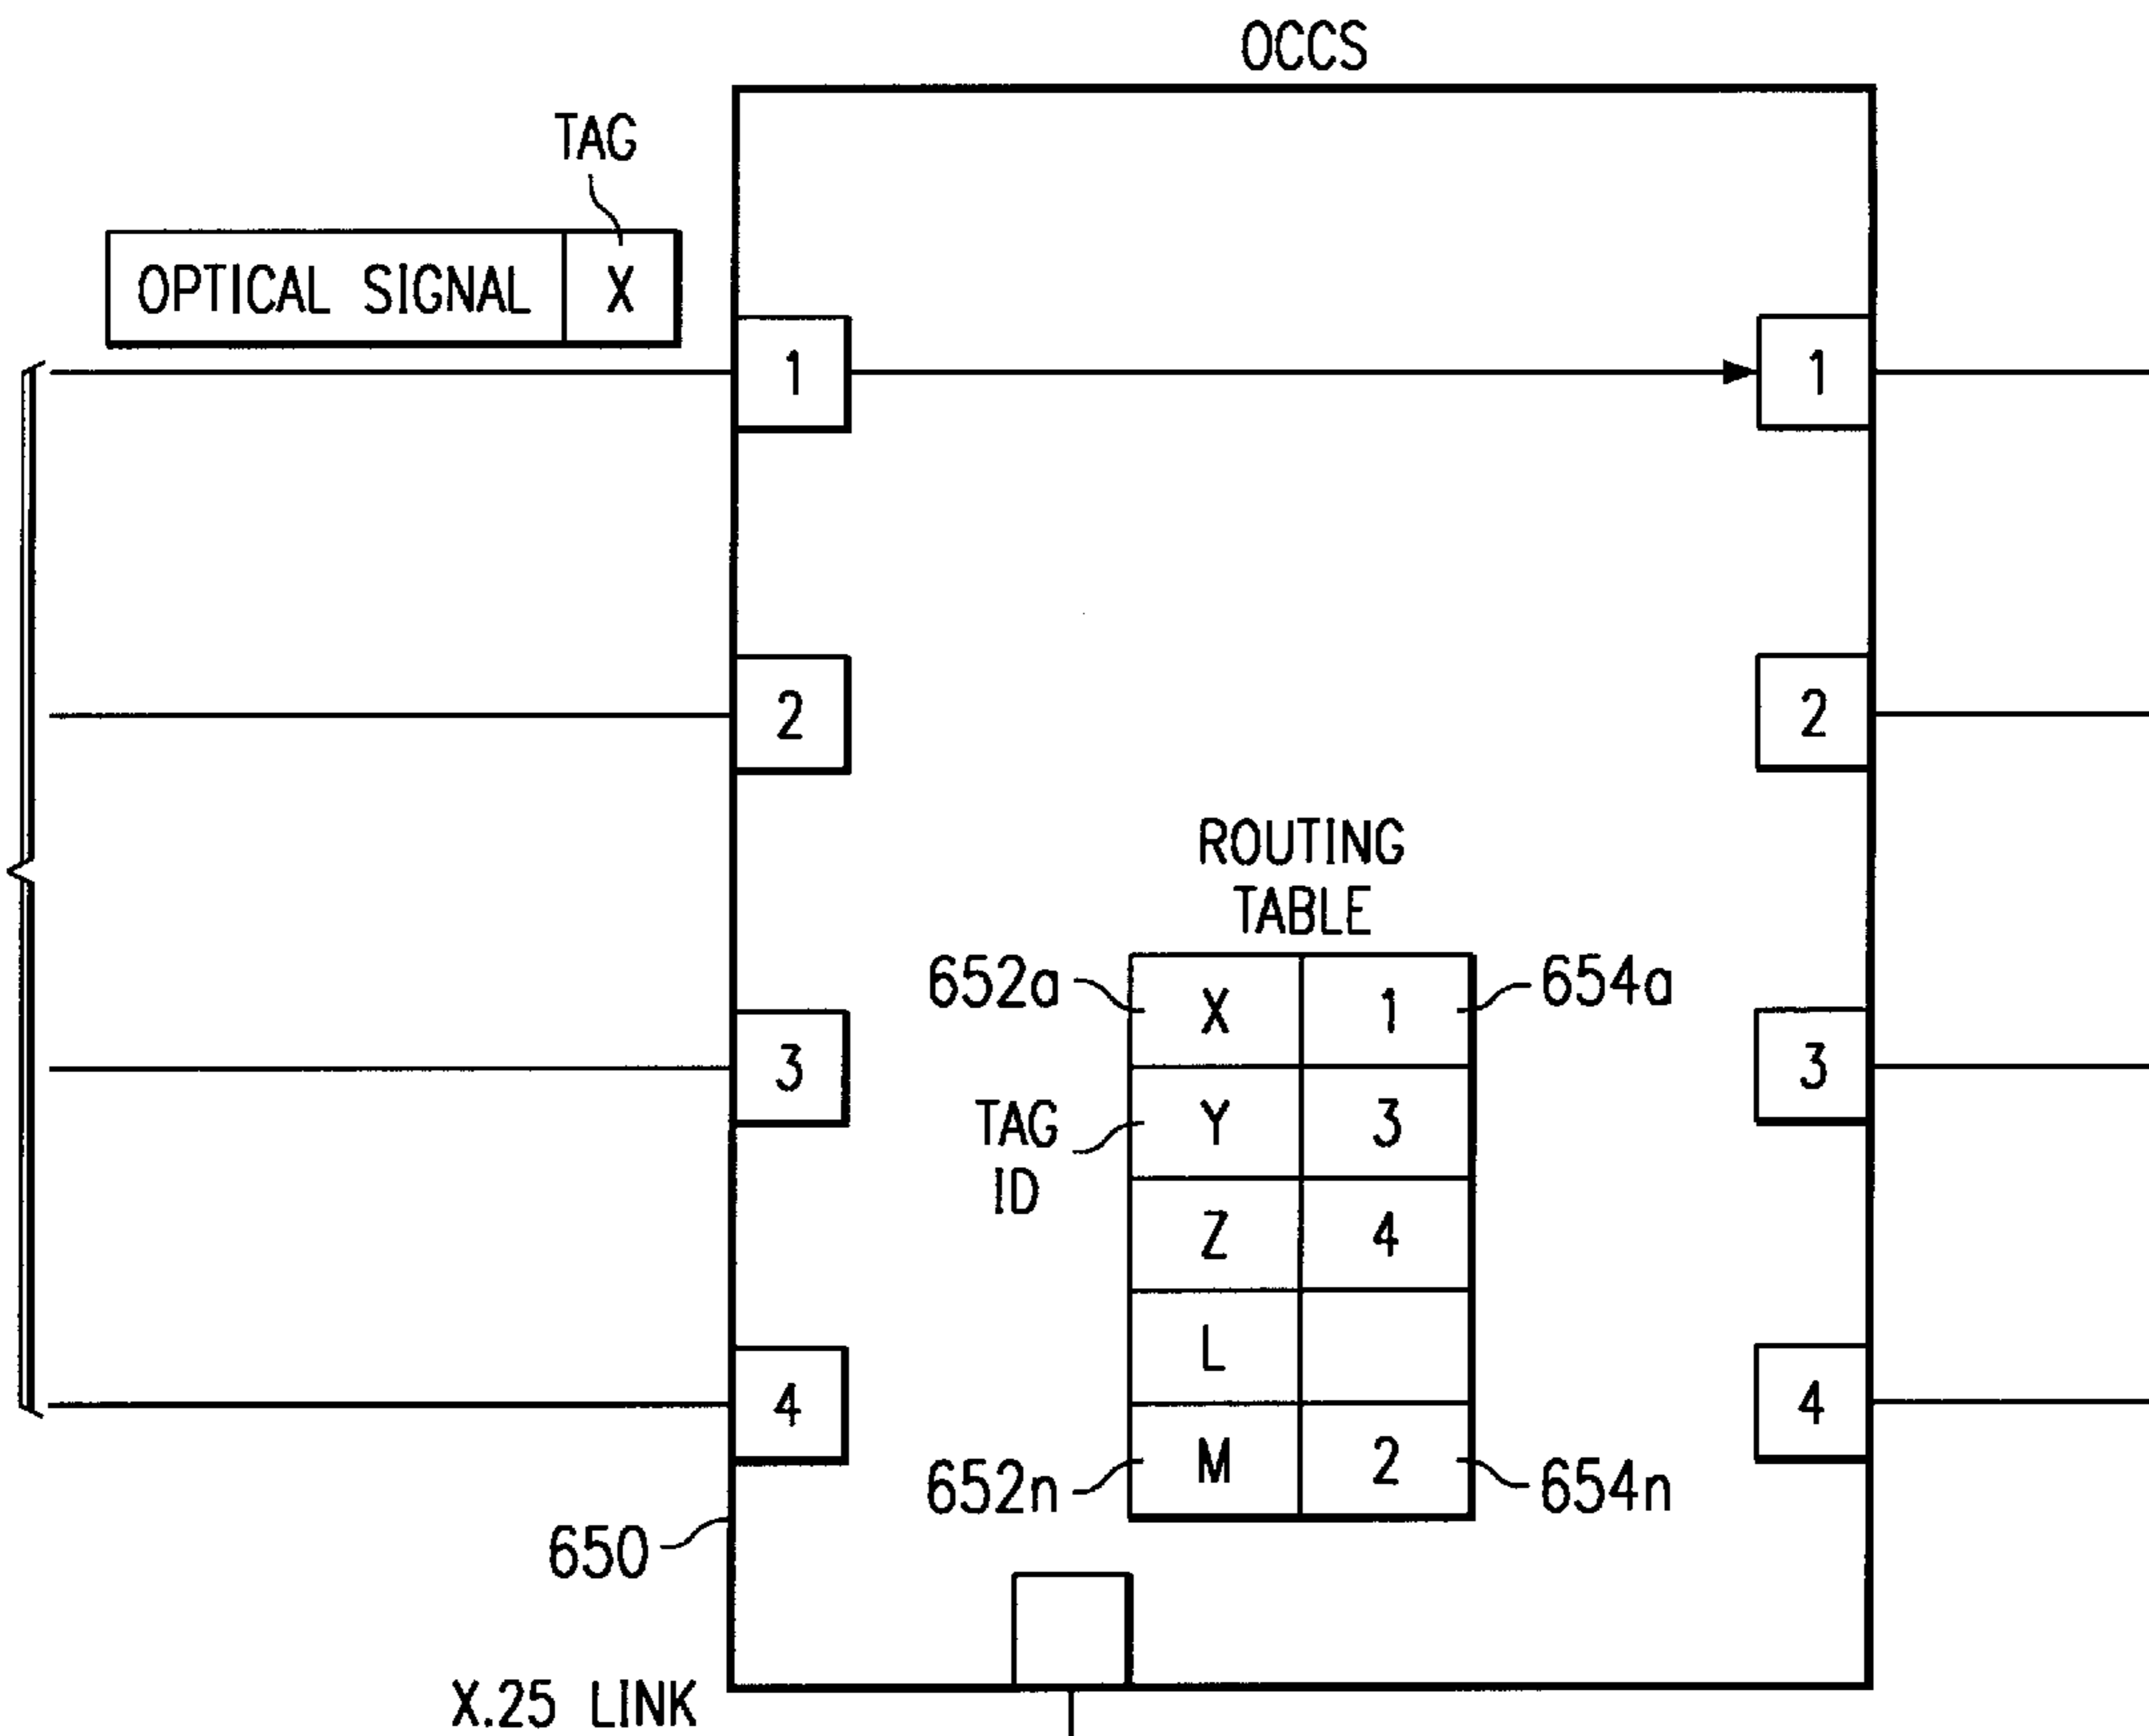 OCCS
TAG
OPTICAL SIGNAL X
1 1
2 2
ROUTING
TABLE
652a X 1 654a
3 TAG Y 3 3
ID
Z 4
L
4 4
652n M 2 654n
650
X.25 LINK